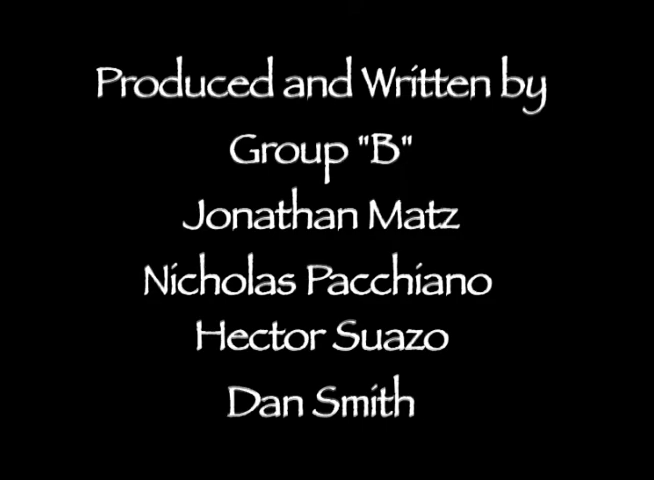 Produced and Written by
Group "B"
Jonathan Matz
Nicholas Pacchiano
Hector Suazo
Dan Smith